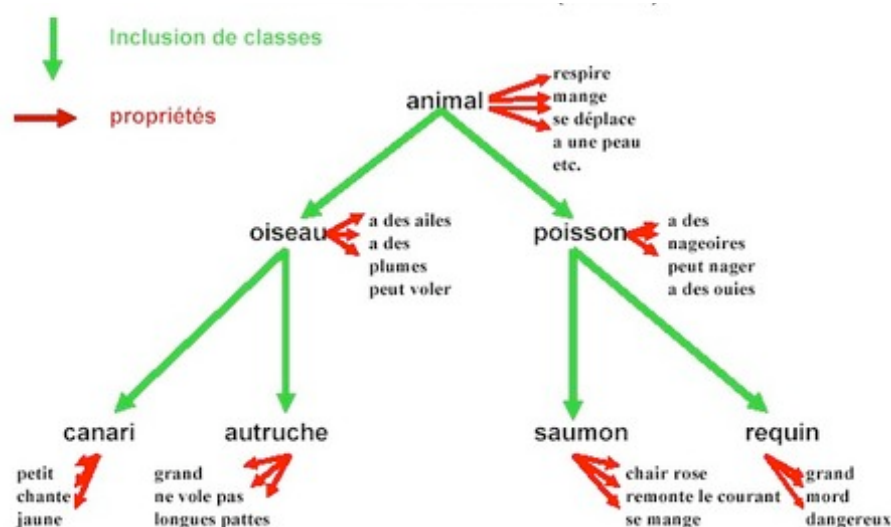 Inclusion de classes
propriétés
animal
respire
mange
se déplace
a une peau
etc.
oiseau
a des ailes
a des
plumes
peut voler
poisson
a des
nageoires
peut nager
a des ouies
canari
petit
chante
jaune
autruche
grand
ne vole pas
longues pattes
saumon
chair rose
remonte le courant
se mange
requin
grand
mord
dangereux